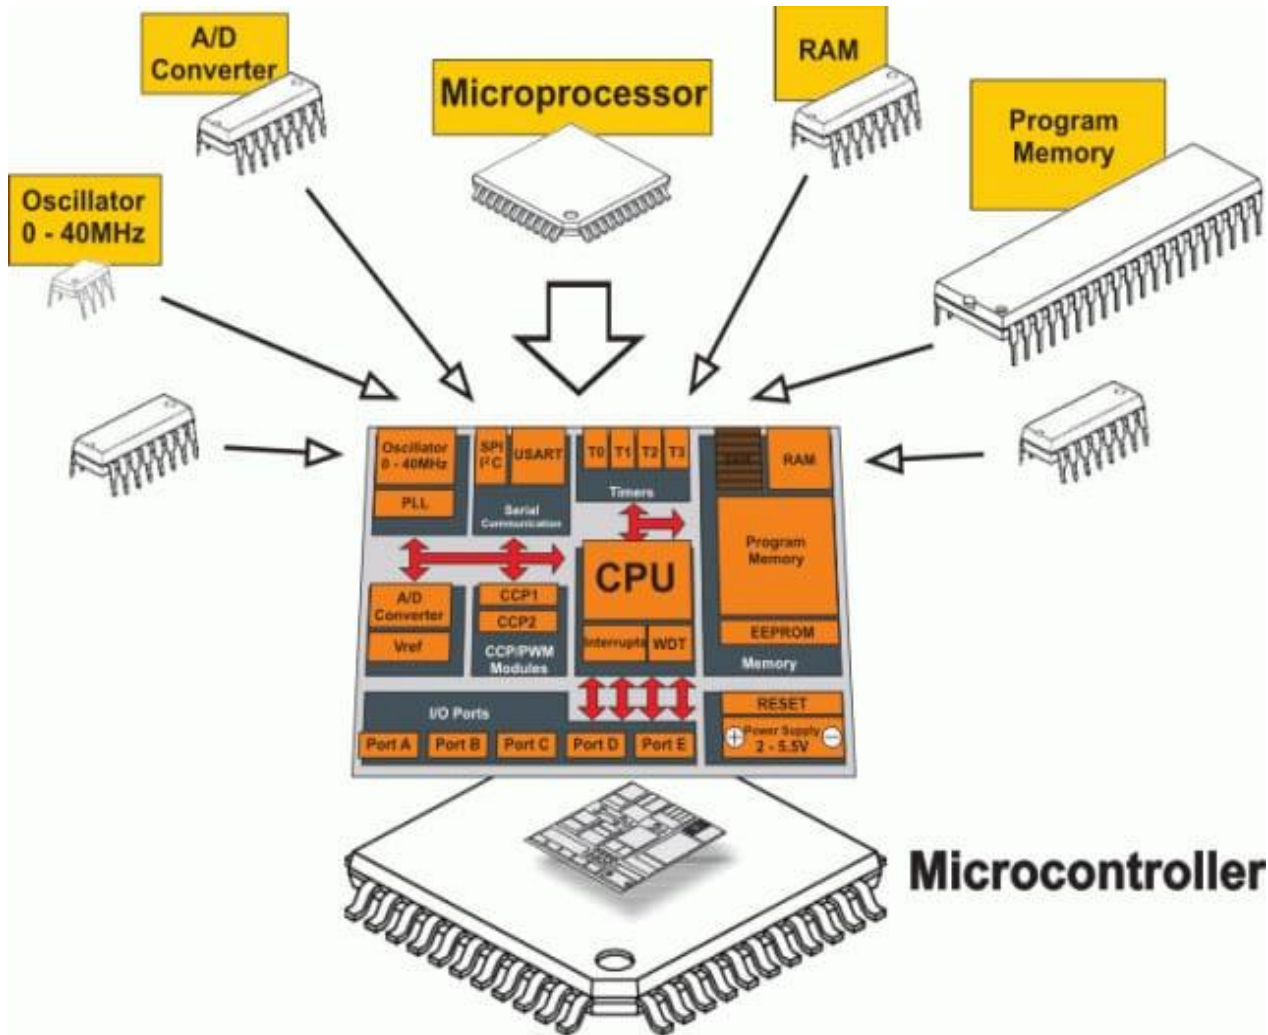 A/D
Converter
Microprocessor
RAM
Program
Memory
Oscillator
0 - 40MHz
Oscillator
0 - 40MHz
PLL
SPI
I²C
USART
Serial
Communication
T0 T1 T2 T3
Timers
RAM
Program
Memory
EEPROM
Memory
A/D
Converter
Vref
CCP1
CCP2
CCP/PWM
Modules
CPU
Interrupts WDT
I/O Ports
Port A Port B Port C Port D Port E
RESET
+ Power Supply −
2 - 5.5V
Microcontroller